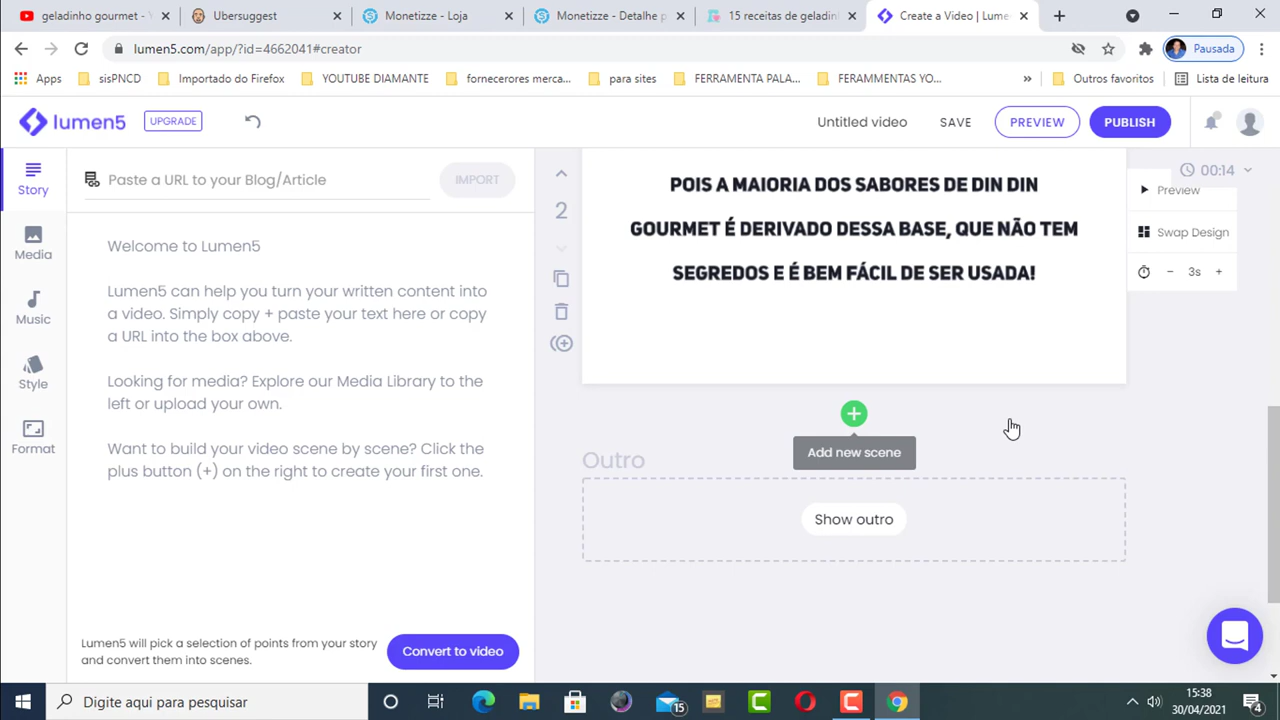 geladinho gourmet - Y
Ubersuggest
Monetizze - Loja
Monetizze - Detalhe p
15 receitas de geladin
Create a Video | Lume
lumen5.com/app/?id=4662041#creator
Pausada
Apps
sisPNCD
Importado do Firefox
YOUTUBE DIAMANTE
fornecerores merca...
para sites
FERRAMENTA PALA...
FERAMMENTAS YO...
»
Outros favoritos
Lista de leitura
lumen5
UPGRADE
Untitled video
SAVE
PREVIEW
PUBLISH
Story
Media
Music
Style
Format
Paste a URL to your Blog/Article
IMPORT
Welcome to Lumen5
Lumen5 can help you turn your written content into
a video. Simply copy + paste your text here or copy
a URL into the box above.
Looking for media? Explore our Media Library to the
left or upload your own.
Want to build your video scene by scene? Click the
plus button (+) on the right to create your first one.
Lumen5 will pick a selection of points from your story
and convert them into scenes.
Convert to video
2
POIS A MAIORIA DOS SABORES DE DIN DIN
GOURMET É DERIVADO DESSA BASE, QUE NÃO TEM
SEGREDOS E É BEM FÁCIL DE SER USADA!
00:14
Preview
Swap Design
- 3s +
Add new scene
Outro
Show outro
Digite aqui para pesquisar
15
15:38
30/04/2021
4